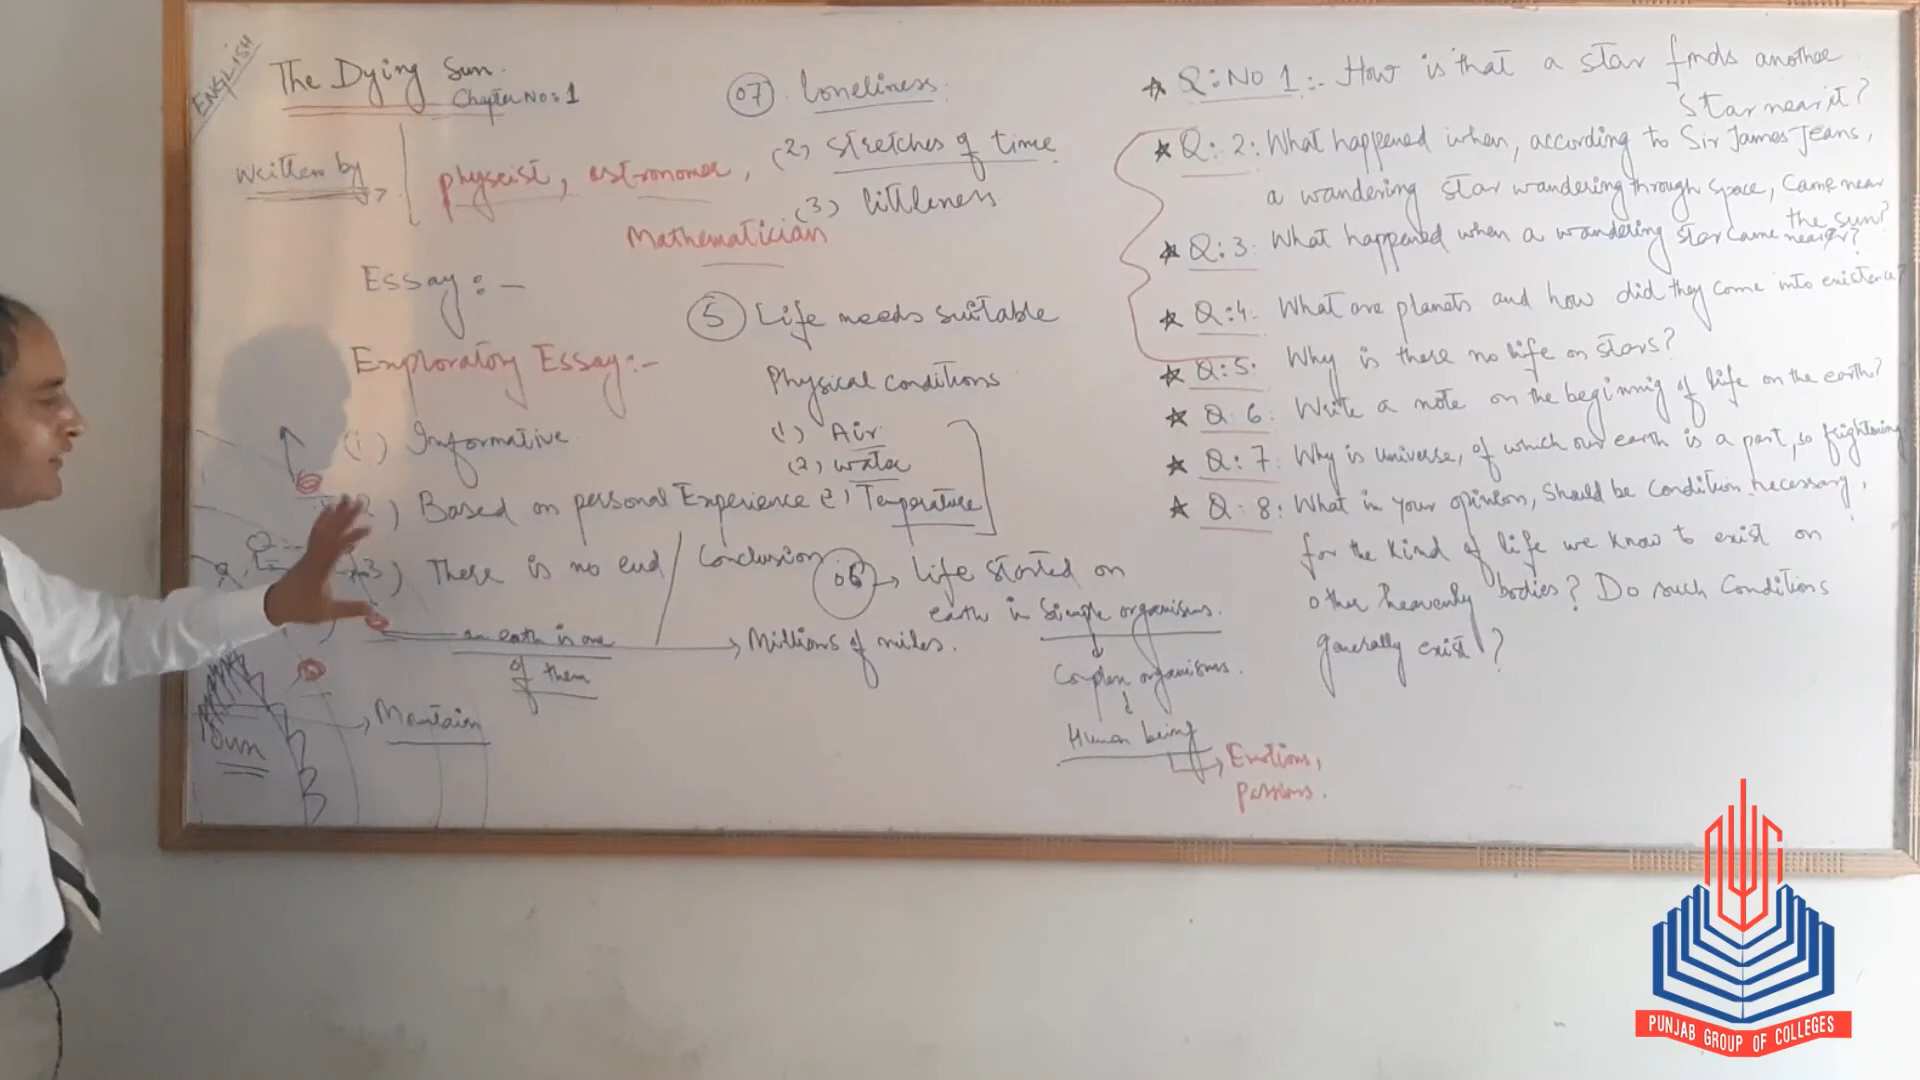 ENGLISH
The Dying Sun.
Chapter No:1
Written by
physcist, astronomer,
Mathematician
Essay:-
Exploratory Essay:-
(1) Informative
2) Based on personal Experience
3) There is no end / Conclusion
an earth is one
of them
Millions of miles.
Mountain
Sun
07 loneliness
(2) Stretches of time
(3) littleness
5 Life needs suitable
Physical conditions
(1) Air
(2) water
3) Temperature
06 Life started on
earth in Simple organisms.
Complex organisms.
Human being
Emotions,
passions.
Q:No 1:- How is that a star finds another
Star near it?
Q: 2: What happened when, according to Sir James Jeans,
a wandering star wandering through space, Came near
the sun?
Q: 3: What happened when a wandering star came nearer?
Q:4: What are planets and how did they come into existence?
Q:5: Why is there no life on stars?
Q 6: Write a note on the beginning of life on the earth?
Q:7: Why is universe, of which our earth is a part, so frightening
Q:8: What in your opinion, Should be Condition necessary,
for the Kind of life we know to exist on
other heavenly bodies? Do such Conditions
generally exist?
PUNJAB GROUP OF COLLEGES